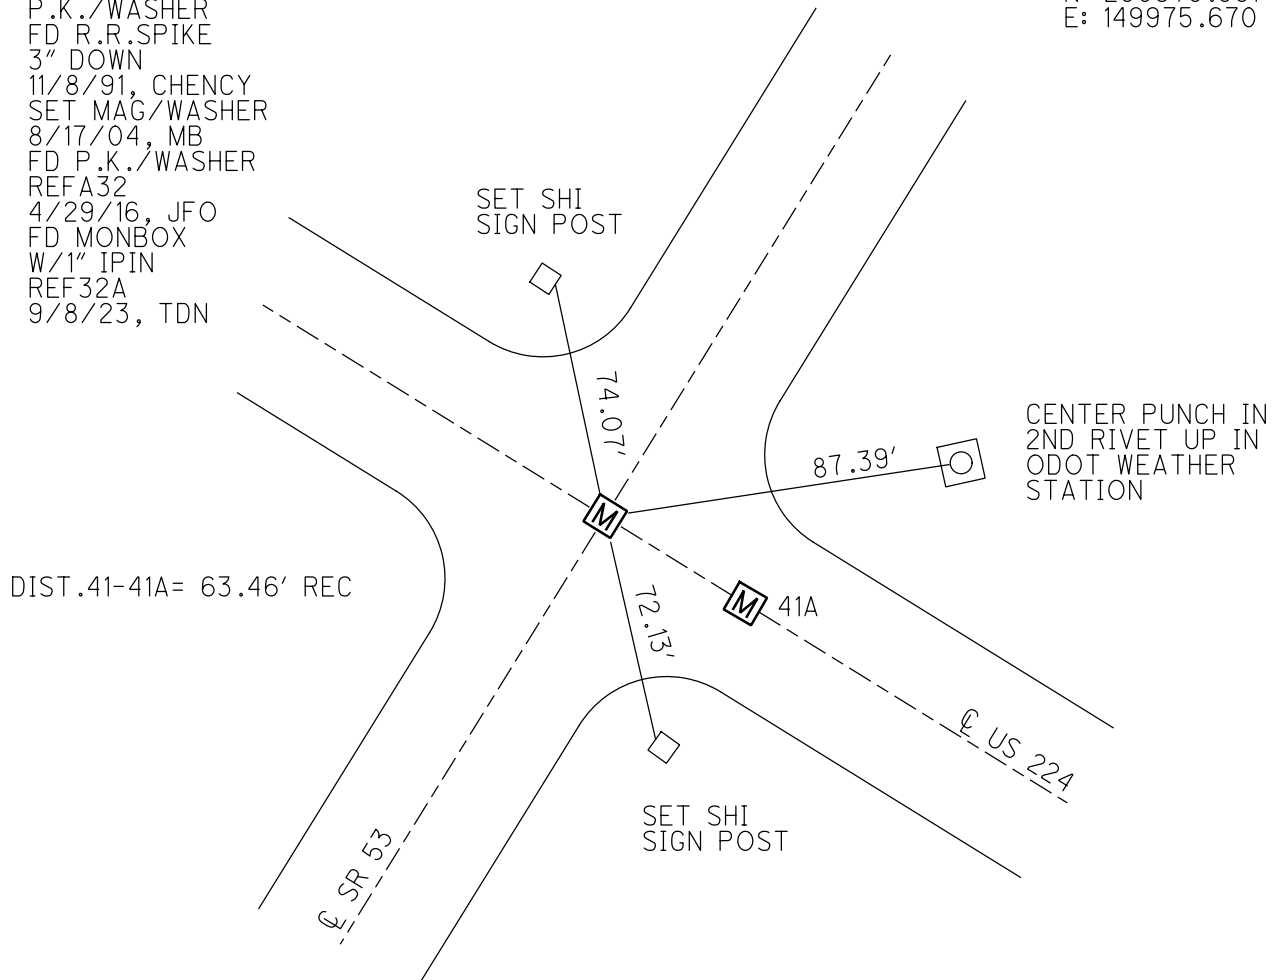 P.K./WASHER
FD R.R.SPIKE
3" DOWN
11/8/91, CHENCY
SET MAG/WASHER
8/17/04, MB
FD P.K./WASHER
REFA32
4/29/16, JFO
FD MONBOX
W/1" IPIN
REF32A
9/8/23, TDN
E: 149975.670
SET SHI
SIGN POST
74.07'
87.39'
CENTER PUNCH IN
2ND RIVET UP IN
ODOT WEATHER
STATION
M
M
41A
DIST.41-41A= 63.46' REC
72.13'
℄ US 224
SET SHI
SIGN POST
℄ SR 53